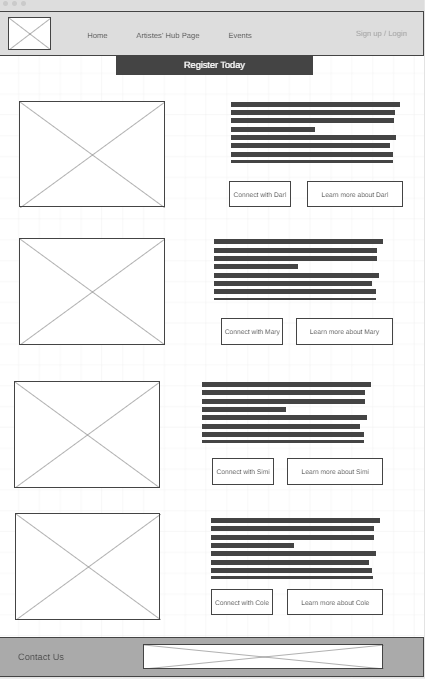 Home Artistes' Hub Page Events Sign up / Login
Register Today
Connect with Darl Learn more about Darl
Connect with Mary Learn more about Mary
Connect with Simi Learn more about Simi
Connect with Cole Learn more about Cole
Contact Us